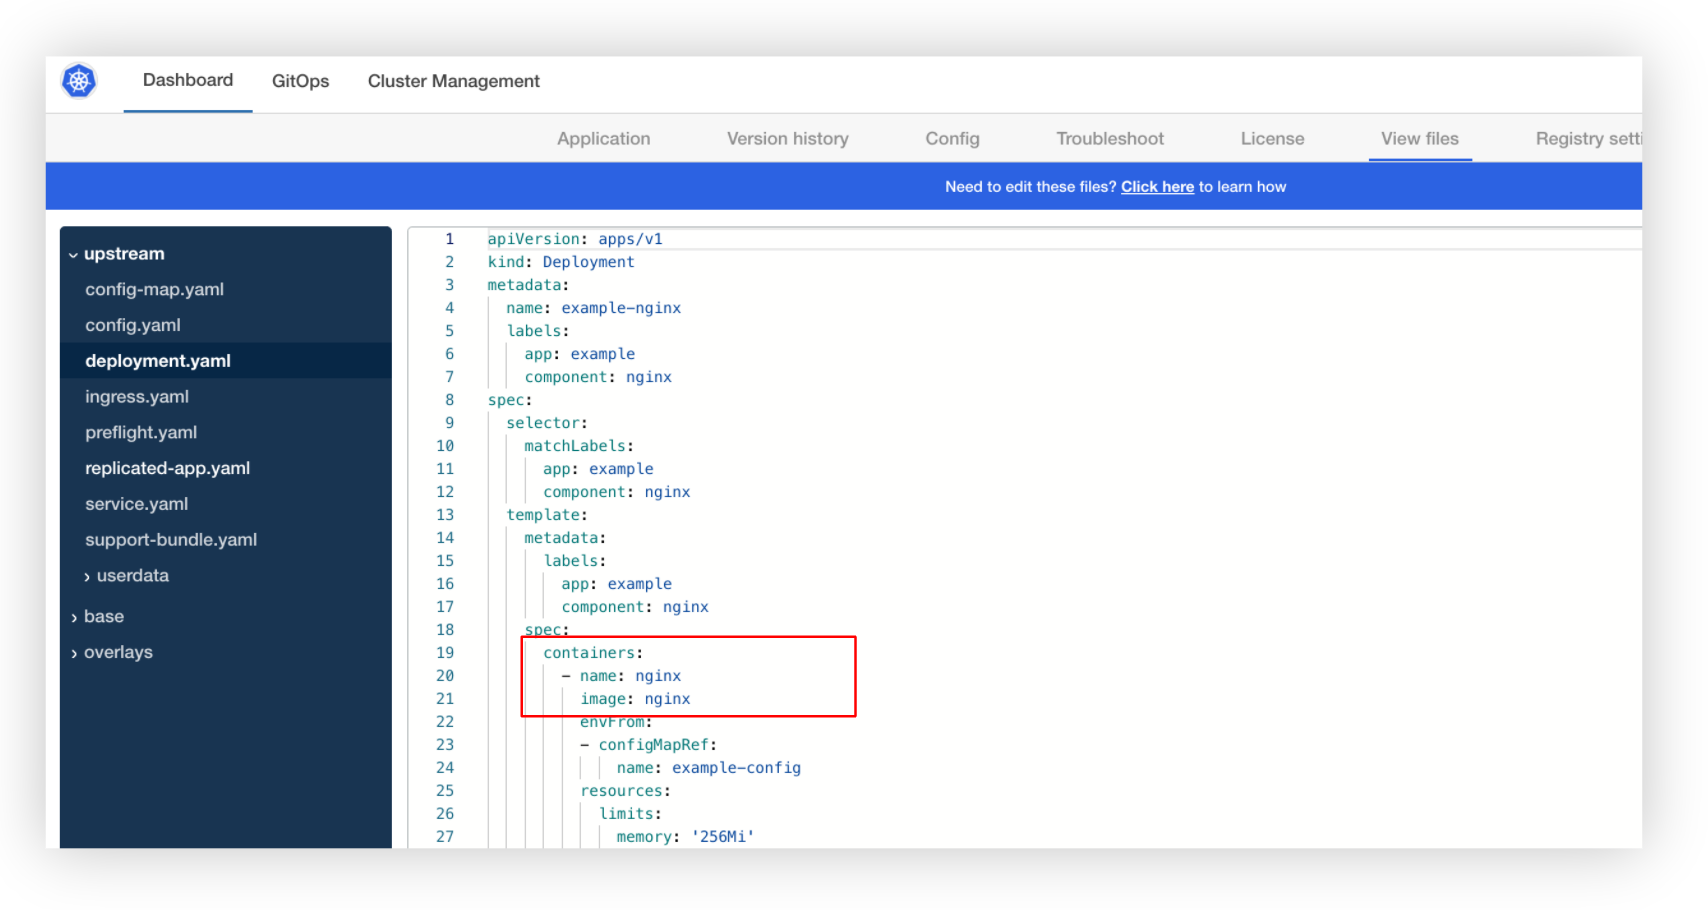 Dashboard GitOps Cluster Management
Application Version history Config Troubleshoot License View files Registry setti
Need to edit these files? Click here to learn how
upstream
config-map.yaml
config.yaml
deployment.yaml
ingress.yaml
preflight.yaml
replicated-app.yaml
service.yaml
support-bundle.yaml
userdata
base
overlays
1 apiVersion: apps/v1
2 kind: Deployment
3 metadata:
4 name: example-nginx
5 labels:
6 app: example
7 component: nginx
8 spec:
9 selector:
10 matchLabels:
11 app: example
12 component: nginx
13 template:
14 metadata:
15 labels:
16 app: example
17 component: nginx
18 spec:
19 containers:
20 - name: nginx
21 image: nginx
22 envFrom:
23 - configMapRef:
24 name: example-config
25 resources:
26 limits:
27 memory: '256Mi'